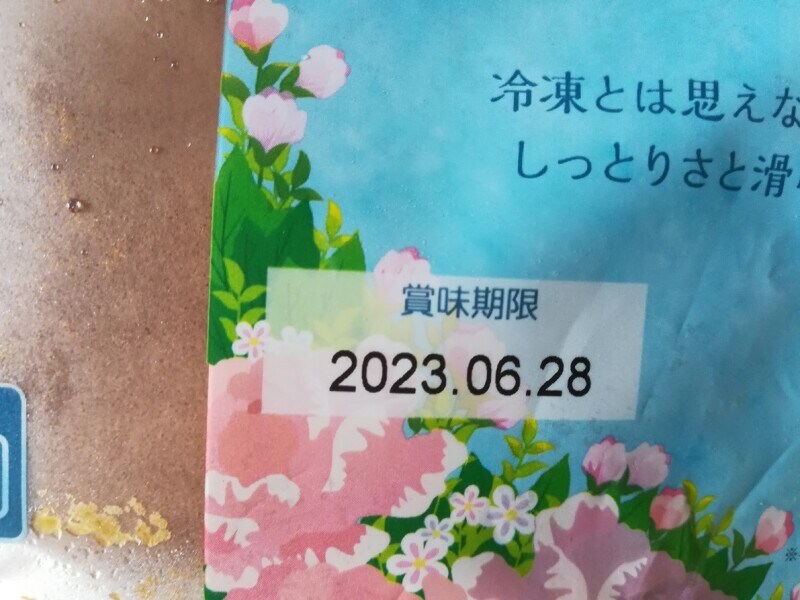 冷凍とは思えな
しっとりさと滑
賞味期限
2023.06.28
※